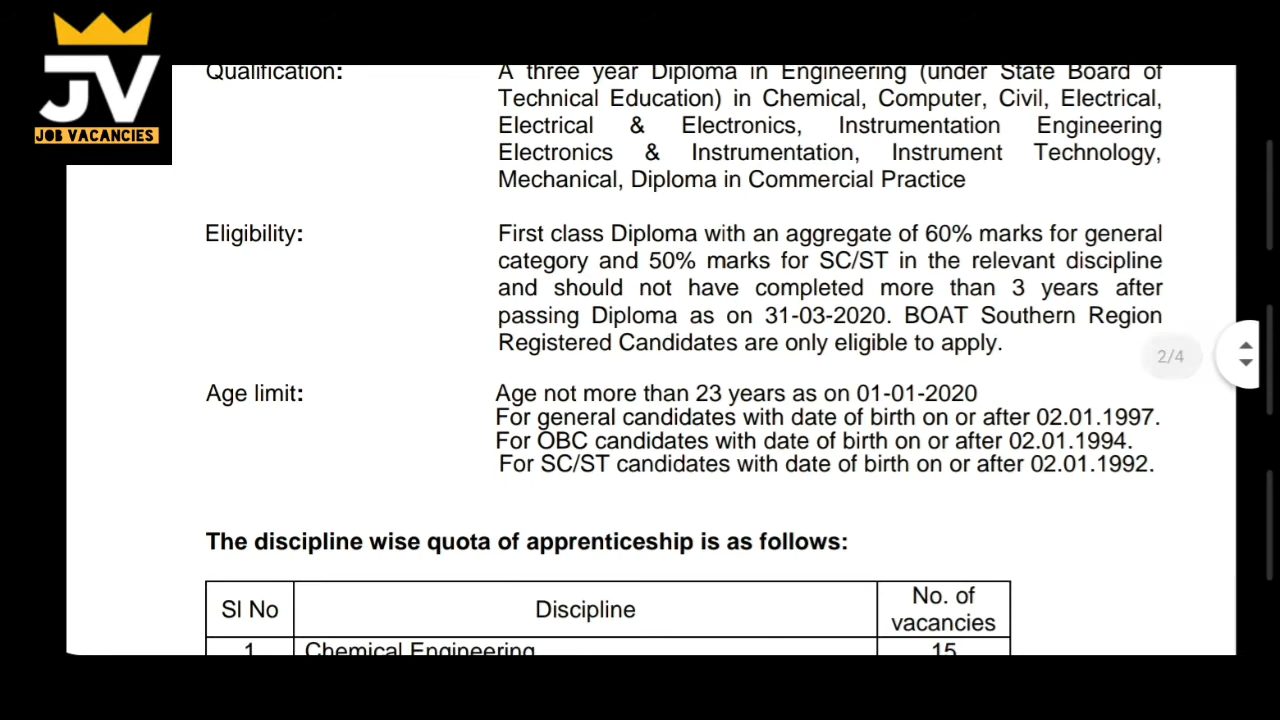 JV
JOB VACANCIES
Qualification: A three year Diploma in Engineering (under State Board of
Technical Education) in Chemical, Computer, Civil, Electrical,
Electrical & Electronics, Instrumentation Engineering
Electronics & Instrumentation, Instrument Technology,
Mechanical, Diploma in Commercial Practice
Eligibility: First class Diploma with an aggregate of 60% marks for general
category and 50% marks for SC/ST in the relevant discipline
and should not have completed more than 3 years after
passing Diploma as on 31-03-2020. BOAT Southern Region
Registered Candidates are only eligible to apply.
2/4
Age limit: Age not more than 23 years as on 01-01-2020
For general candidates with date of birth on or after 02.01.1997.
For OBC candidates with date of birth on or after 02.01.1994.
For SC/ST candidates with date of birth on or after 02.01.1992.
The discipline wise quota of apprenticeship is as follows:
Sl No Discipline No. of
vacancies
1 Chemical Engineering 15